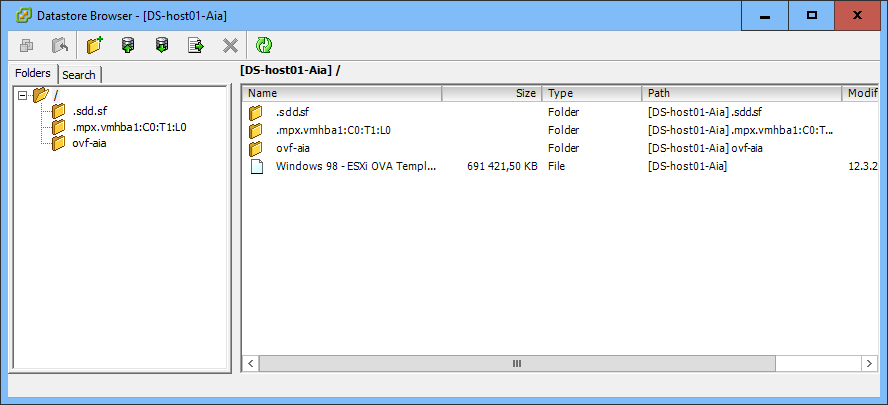 Datastore Browser - [DS-host01-Aia]
Folders Search
[DS-host01-Aia] /
/
.sdd.sf
.mpx.vmhba1:C0:T1:L0
ovf-aia
Name Size Type Path Modif
.sdd.sf Folder [DS-host01-Aia] .sdd.sf
.mpx.vmhba1:C0:T1:L0 Folder [DS-host01-Aia] .mpx.vmhba1:C0:T...
ovf-aia Folder [DS-host01-Aia] ovf-aia
Windows 98 - ESXi OVA Templ... 691 421,50 KB File [DS-host01-Aia] 12.3.2